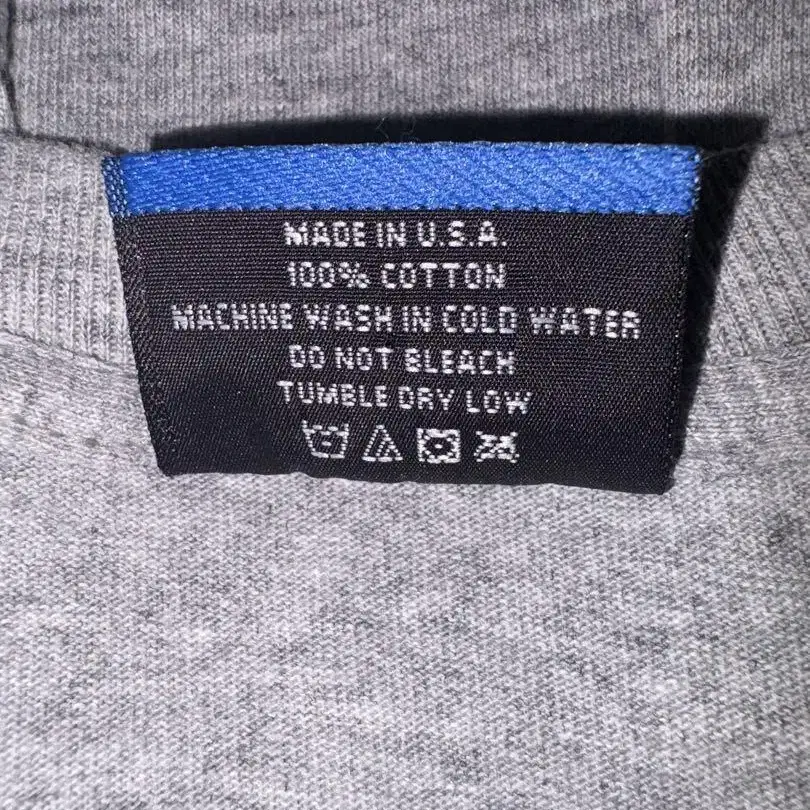 MADE IN U.S.A.
100% COTTON
MACHINE WASH IN COLD WATER
DO NOT BLEACH
TUMBLE DRY LOW